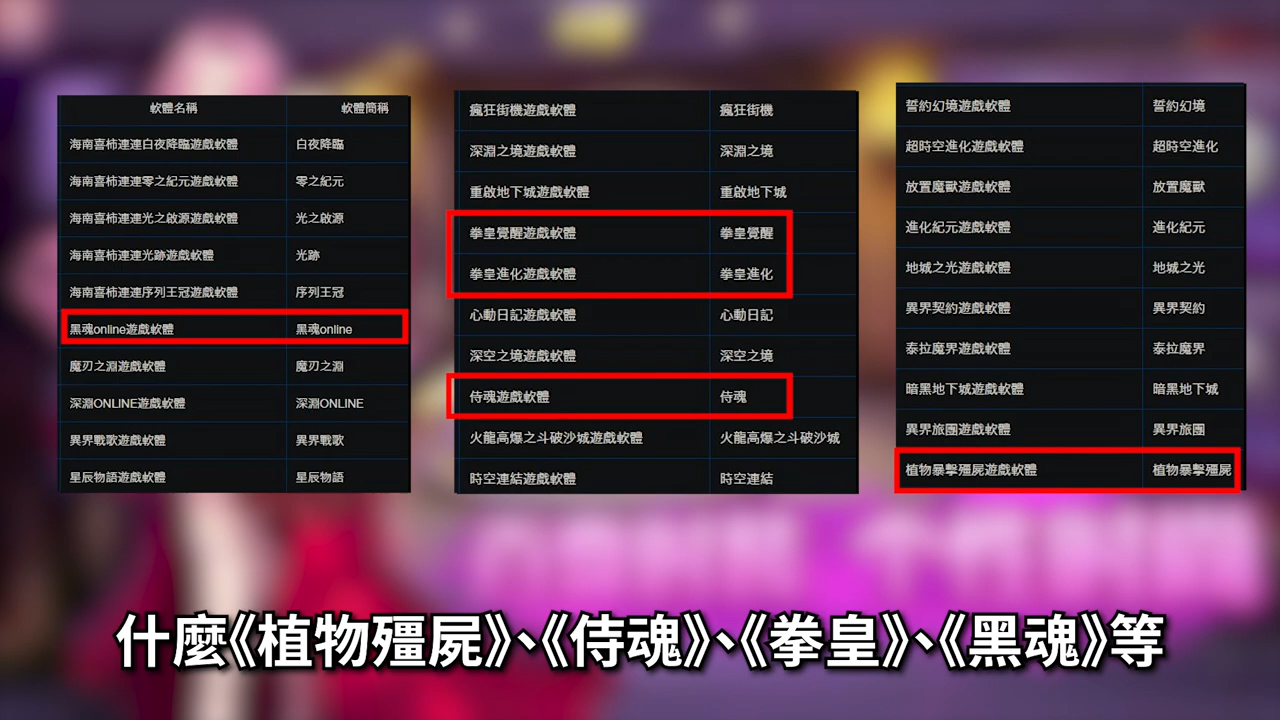 軟體名稱 軟體簡稱
海南喜柿連連白夜降臨遊戲軟體 白夜降臨
海南喜柿連連零之紀元遊戲軟體 零之紀元
海南喜柿連連光之啟源遊戲軟體 光之啟源
海南喜柿連連光跡遊戲軟體 光跡
海南喜柿連連序列王冠遊戲軟體 序列王冠
黑魂online遊戲軟體 黑魂online
魔刃之淵遊戲軟體 魔刃之淵
深淵ONLINE遊戲軟體 深淵ONLINE
異界戰歌遊戲軟體 異界戰歌
星辰物語遊戲軟體 星辰物語
瘋狂街機遊戲軟體 瘋狂街機
深淵之境遊戲軟體 深淵之境
重啟地下城遊戲軟體 重啟地下城
拳皇覺醒遊戲軟體 拳皇覺醒
拳皇進化遊戲軟體 拳皇進化
心動日記遊戲軟體 心動日記
深空之境遊戲軟體 深空之境
侍魂遊戲軟體 侍魂
火龍高爆之斗破沙城遊戲軟體 火龍高爆之斗破沙城
時空連結遊戲軟體 時空連結
誓約幻境遊戲軟體 誓約幻境
超時空進化遊戲軟體 超時空進化
放置魔獸遊戲軟體 放置魔獸
進化紀元遊戲軟體 進化紀元
地城之光遊戲軟體 地城之光
異界契約遊戲軟體 異界契約
泰拉魔界遊戲軟體 泰拉魔界
暗黑地下城遊戲軟體 暗黑地下城
異界旅團遊戲軟體 異界旅團
植物暴擊殭屍遊戲軟體 植物暴擊殭屍
什麼《植物殭屍》、《侍魂》、《拳皇》、《黑魂》等